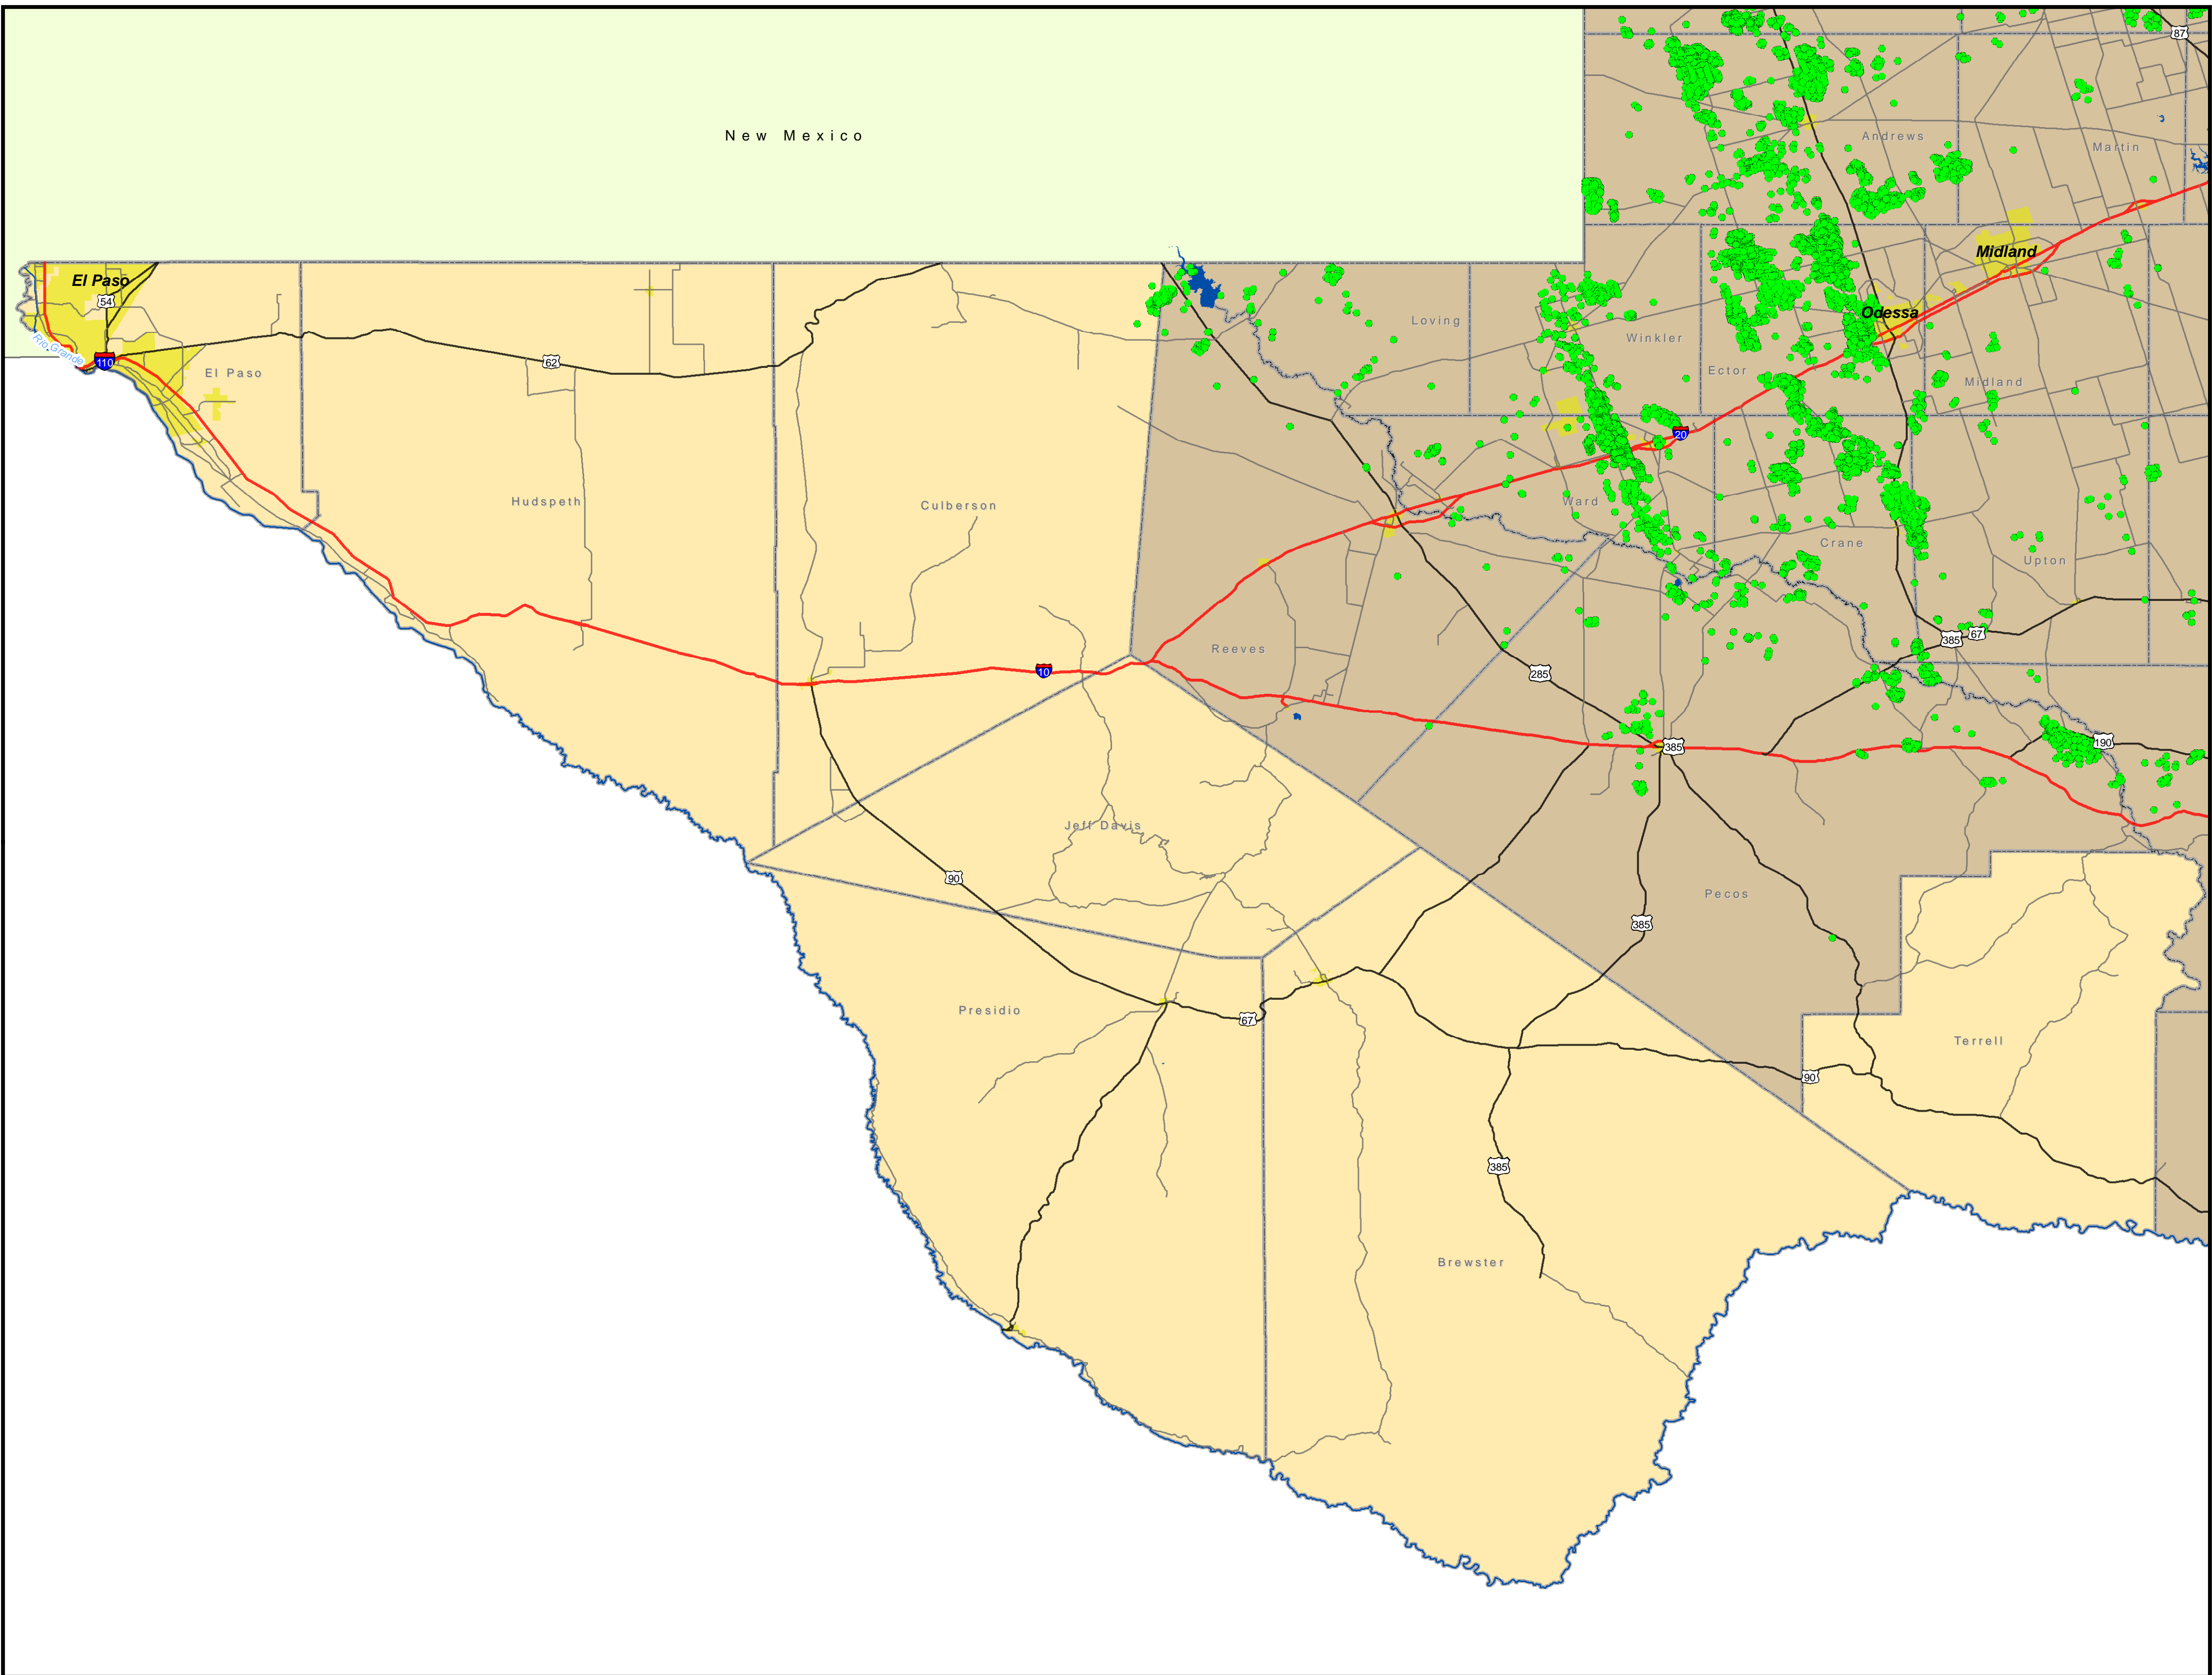 87
New Mexico
Andrews
Martin
Midland
El Paso
54
Odessa
Loving
Winkler
Rio Grande
110
62
El Paso
Ector
Midland
20
Hudspeth
Culberson
Ward
Crane
Upton
385
67
Reeves
10
285
385
190
Jeff Davis
90
Pecos
385
Presidio
67
Terrell
90
385
Brewster